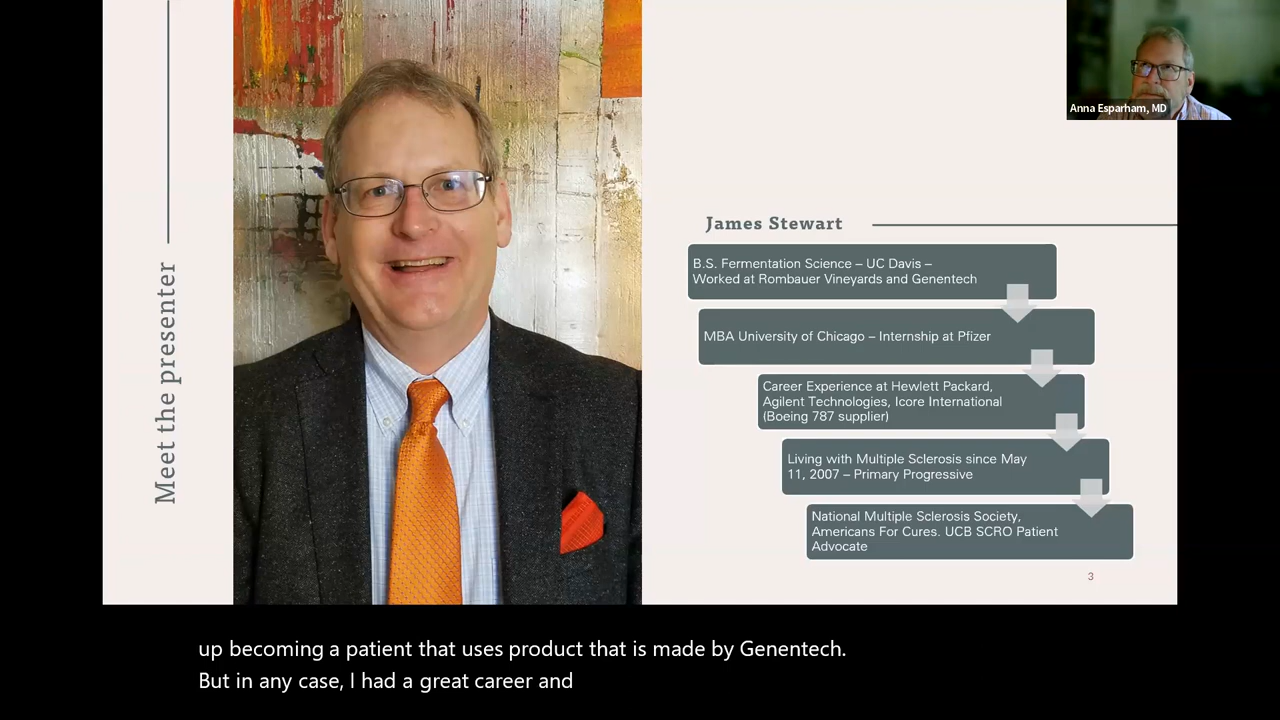 Meet the presenter
Anna Esparham, MD
James Stewart
B.S. Fermentation Science – UC Davis –
Worked at Rombauer Vineyards and Genentech
MBA University of Chicago – Internship at Pfizer
Career Experience at Hewlett Packard,
Agilent Technologies, Icore International
(Boeing 787 supplier)
Living with Multiple Sclerosis since May
11, 2007 – Primary Progressive
National Multiple Sclerosis Society,
Americans For Cures. UCB SCRO Patient
Advocate
3
up becoming a patient that uses product that is made by Genentech.
But in any case, I had a great career and